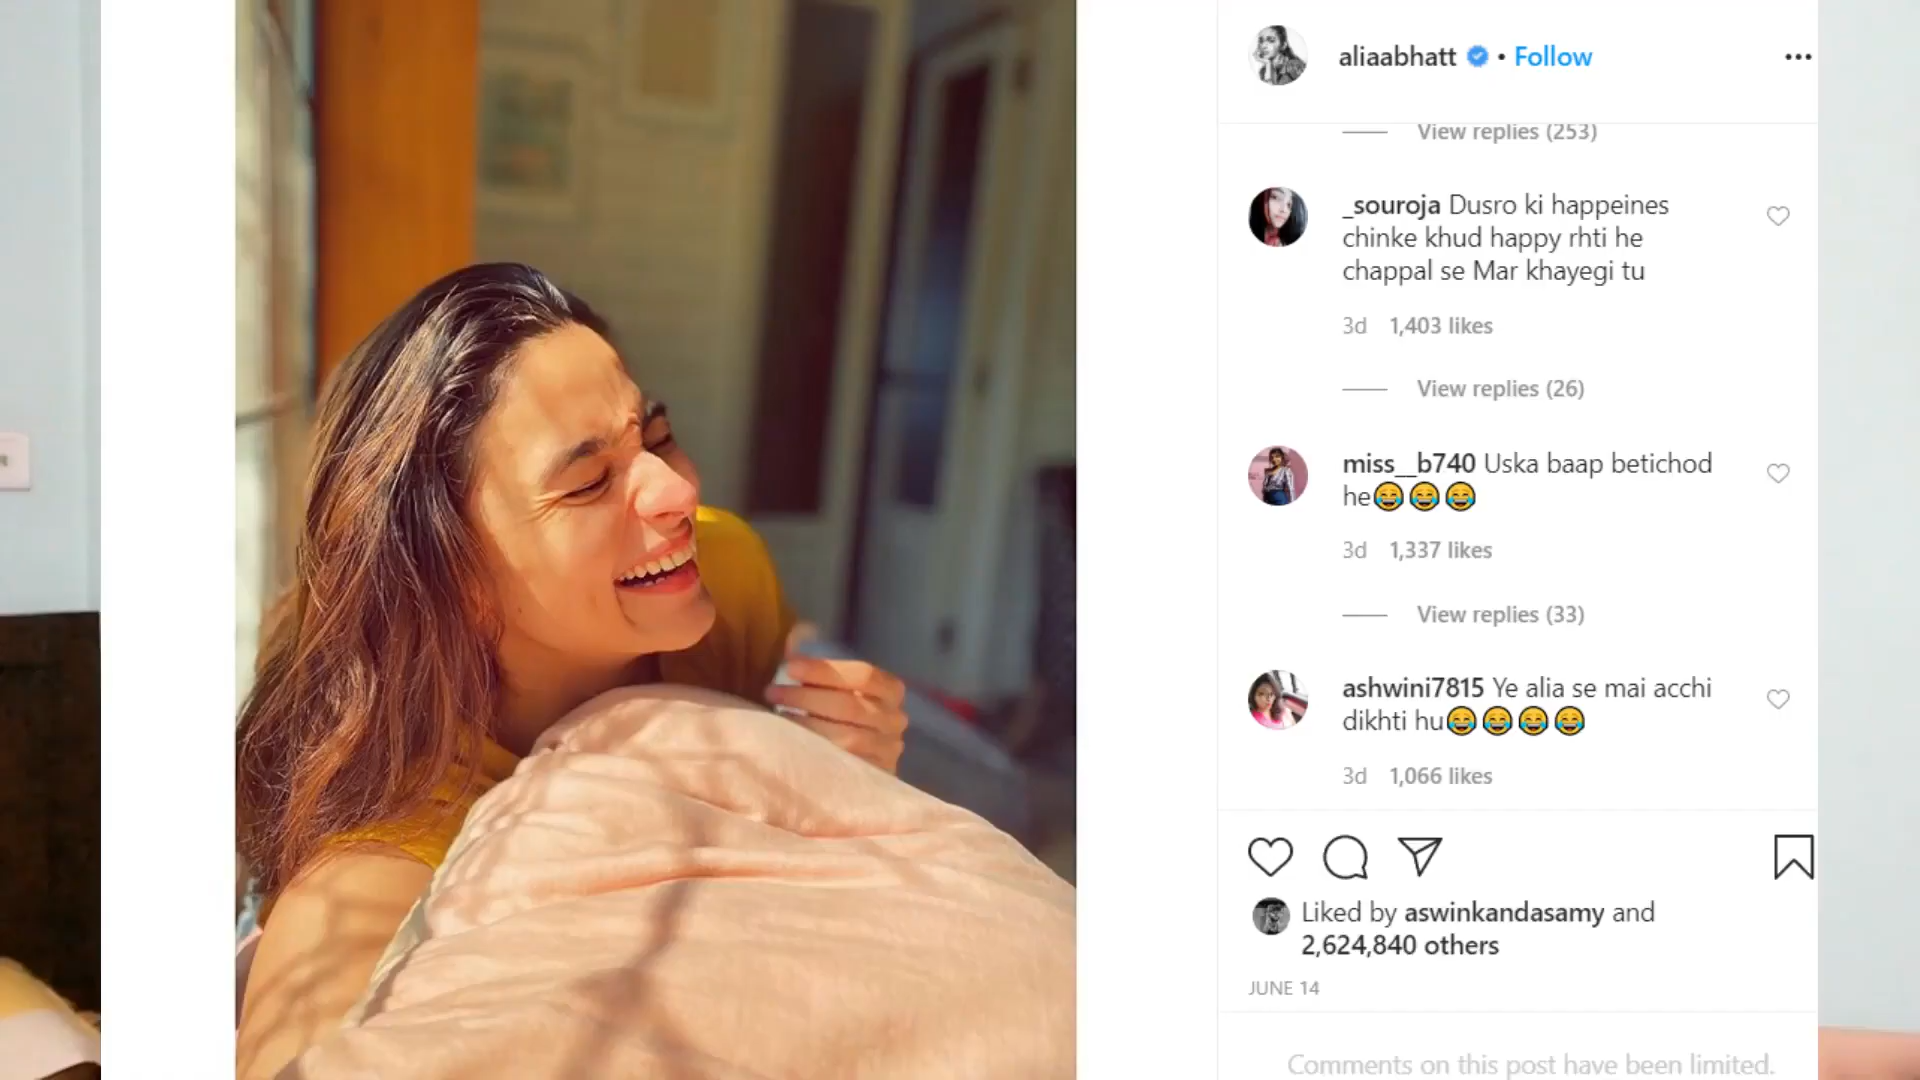 aliaabhatt • Follow
View replies (253)
_souroja Dusro ki happeines
chinke khud happy rhti he
chappal se Mar khayegi tu
3d 1,403 likes
View replies (26)
miss__b740 Uska baap betichod
he😂😂😂
3d 1,337 likes
View replies (33)
ashwini7815 Ye alia se mai acchi
dikhti hu😂😂😂😂
3d 1,066 likes
Liked by aswinkandasamy and
2,624,840 others
JUNE 14
Comments on this post have been limited.